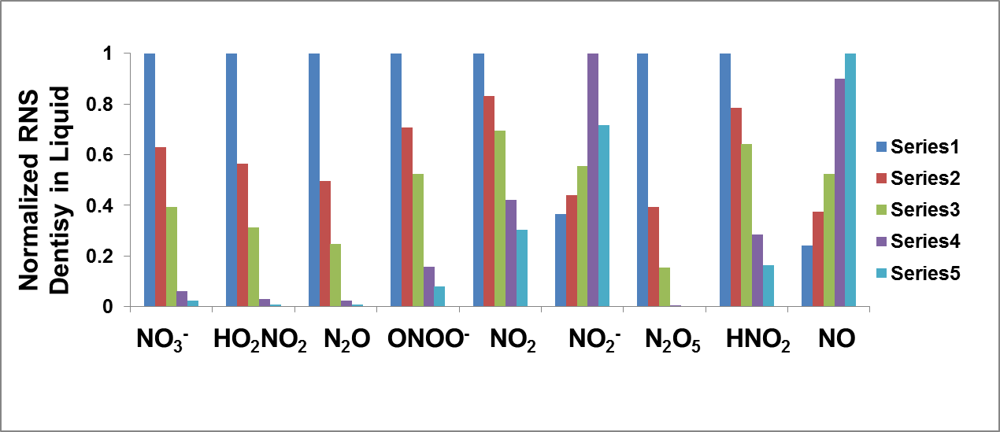 Normalized RNS
Dentisy in Liquid
1
0.8
0.6
0.4
0.2
0
NO₃⁻ HO₂NO₂ N₂O ONOO⁻ NO₂ NO₂⁻ N₂O₅ HNO₂ NO
Series1
Series2
Series3
Series4
Series5